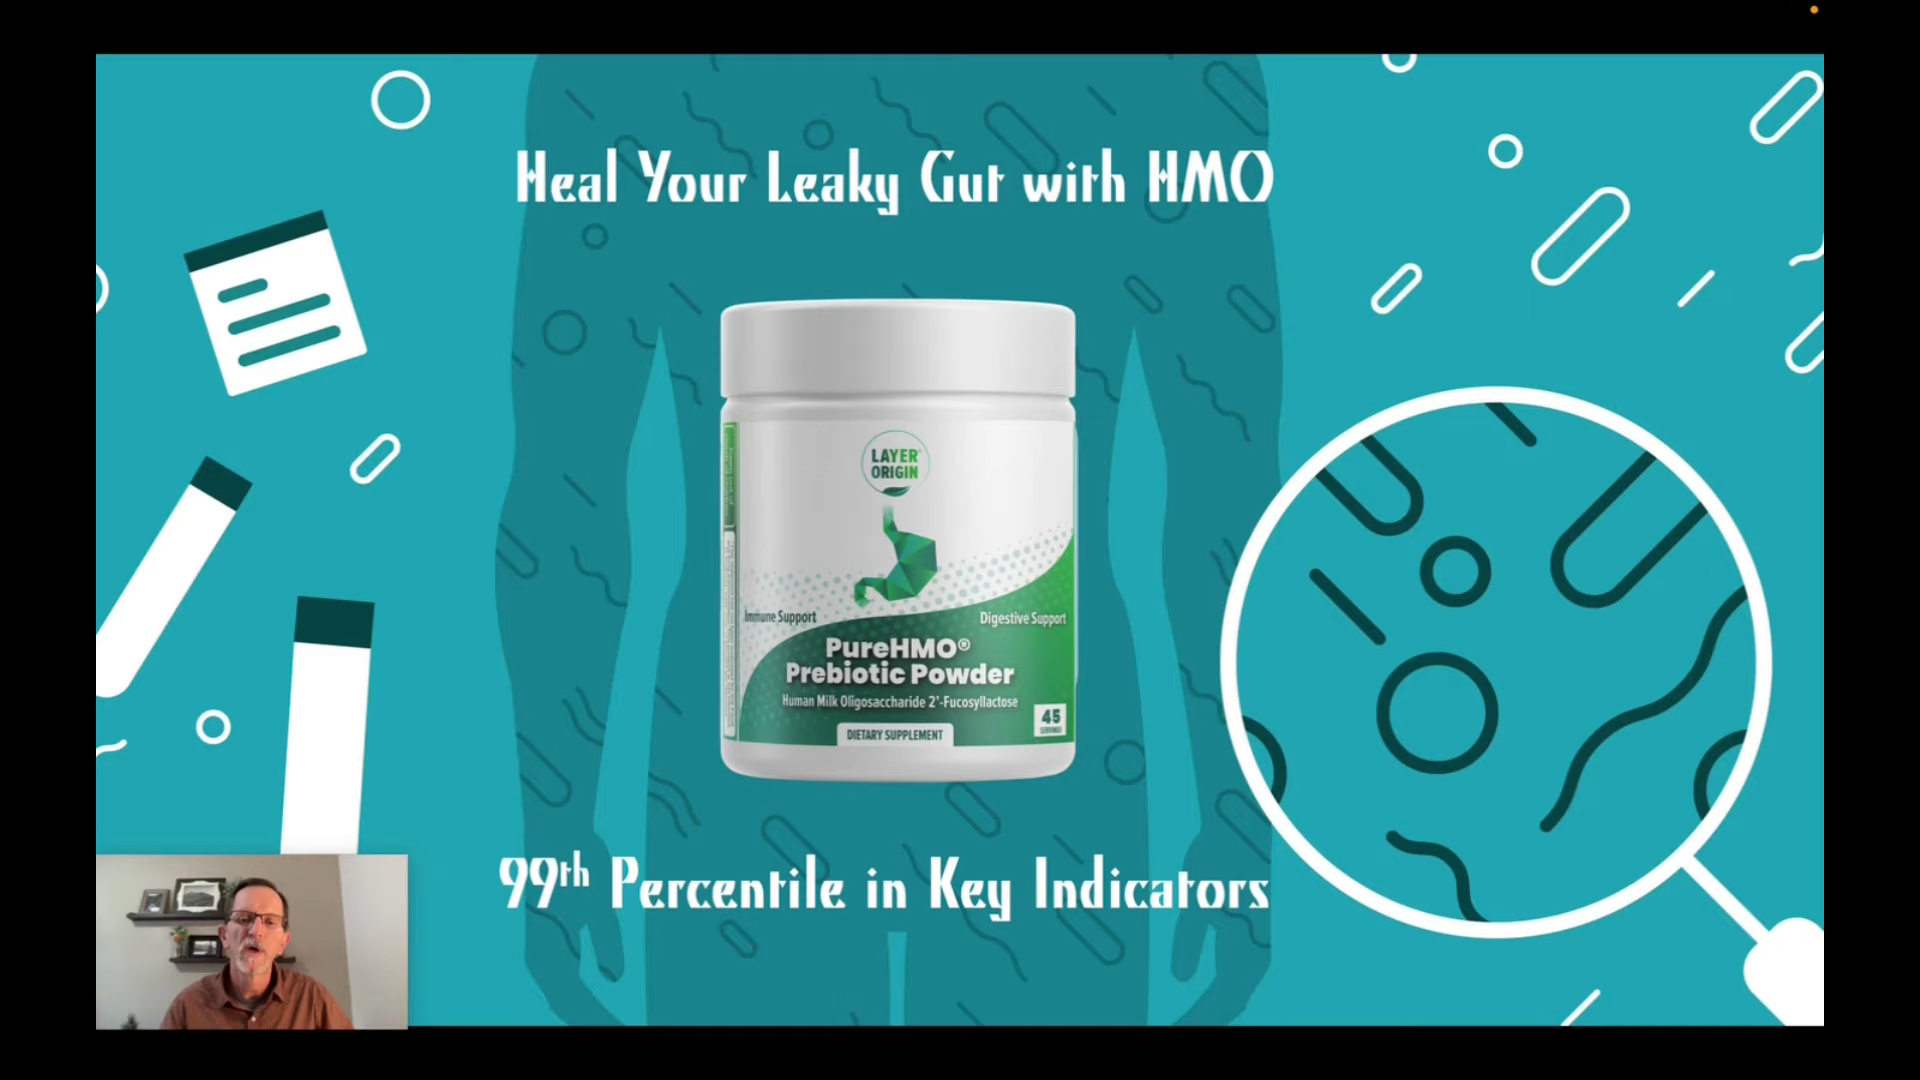 Heal Your Leaky Gut with HMO
LAYER
ORIGIN
Immune Support
Digestive Support
PureHMO®
Prebiotic Powder
Human Milk Oligosaccharide 2'-Fucosyllactose
45
SERVINGS
DIETARY SUPPLEMENT
99th Percentile in Key Indicators